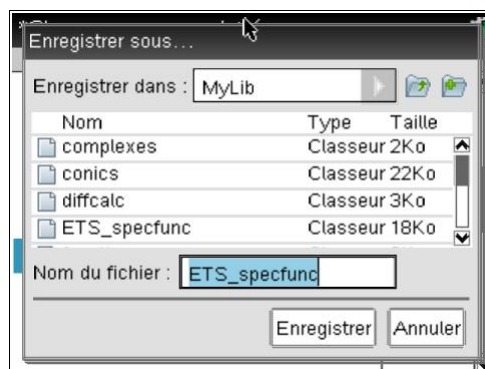 Enregistrer sous...
Enregistrer dans : MyLib
Nom Type Taille
complexes Classeur 2Ko
conics Classeur 22Ko
diffcalc Classeur 3Ko
ETS_specfunc Classeur 18Ko
Nom du fichier : ETS_specfunc
Enregistrer Annuler